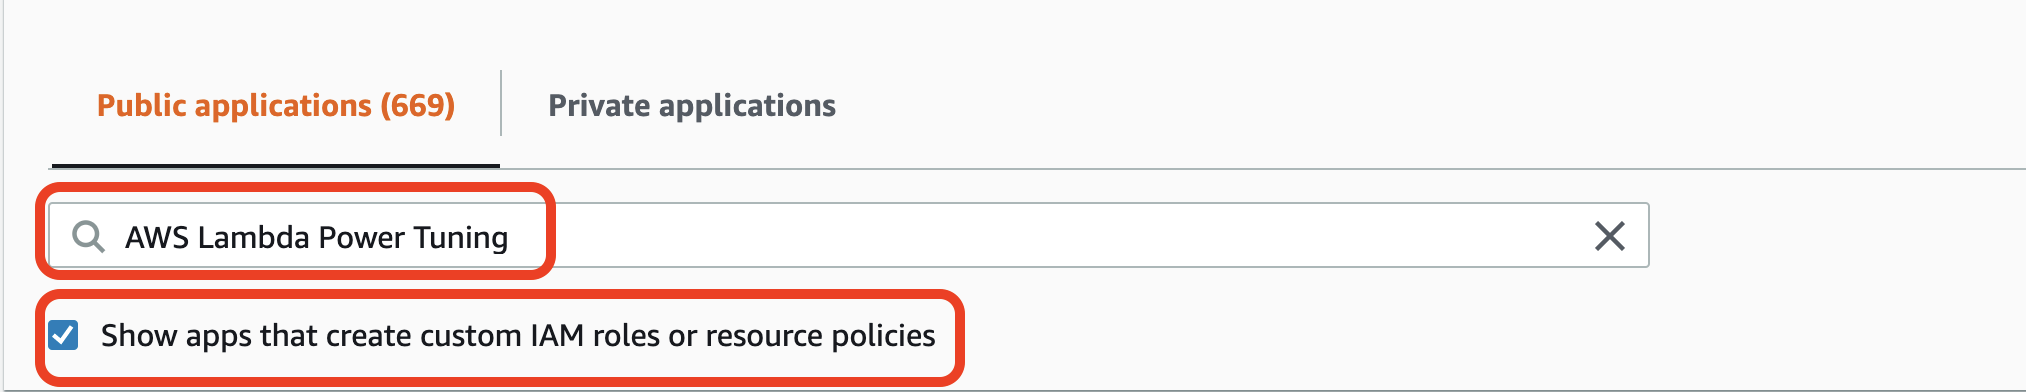 Public applications (669)
Private applications
AWS Lambda Power Tuning
Show apps that create custom IAM roles or resource policies